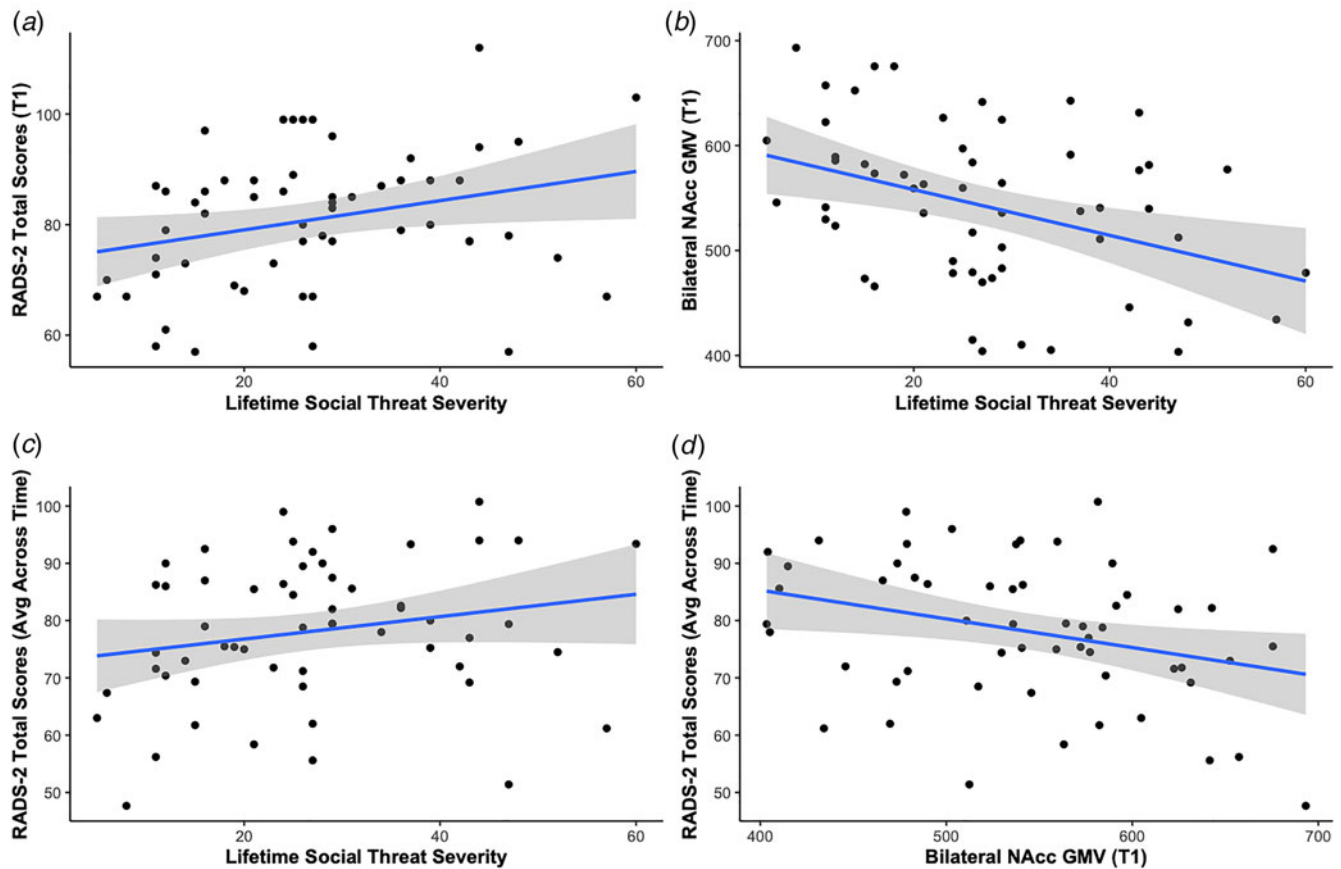 (a)
RADS-2 Total Scores (T1)
100
80
60
20
40
60
Lifetime Social Threat Severity
(b)
Bilateral NAcc GMV (T1)
700
600
500
400
20
40
60
Lifetime Social Threat Severity
(c)
RADS-2 Total Scores (Avg Across Time)
100
90
80
70
60
50
20
40
60
Lifetime Social Threat Severity
(d)
RADS-2 Total Scores (Avg Across Time)
100
90
80
70
60
50
400
500
600
700
Bilateral NAcc GMV (T1)